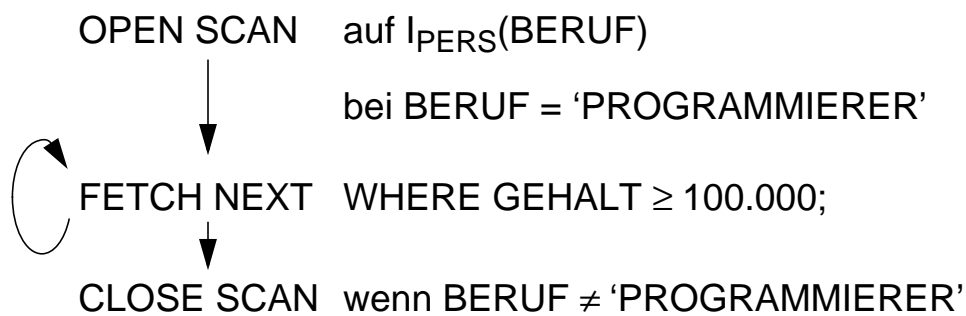 OPEN SCAN auf I_PERS(BERUF)
bei BERUF = ‘PROGRAMMIERER’
FETCH NEXT WHERE GEHALT ≥ 100.000;
CLOSE SCAN wenn BERUF ≠ ‘PROGRAMMIERER’